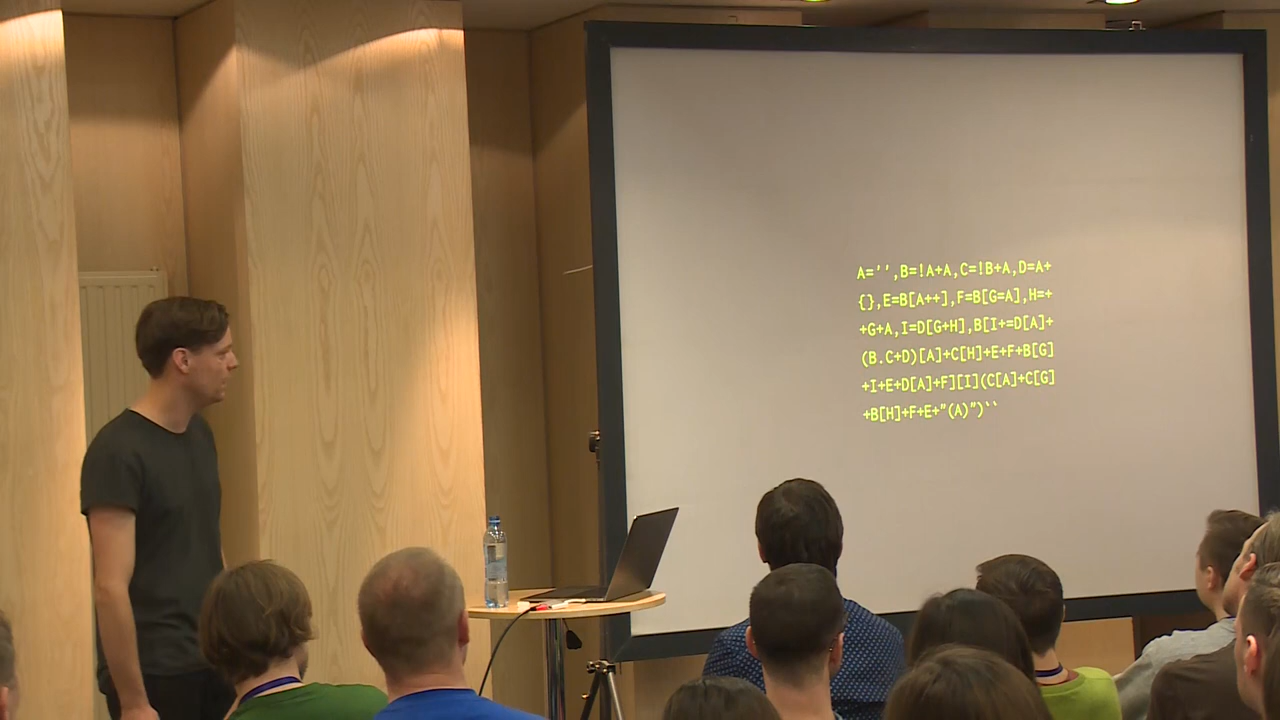 A='',B=!A+A,C=!B+A,D=A+
{},E=B[A++],F=B[G=A],H=+
+G+A,I=D[G+H],B[I+=D[A]+
(B.C+D)[A]+C[H]+E+F+B[G]
+I+E+D[A]+F][I](C[A]+C[G]
+B[H]+F+E+"(A)")``